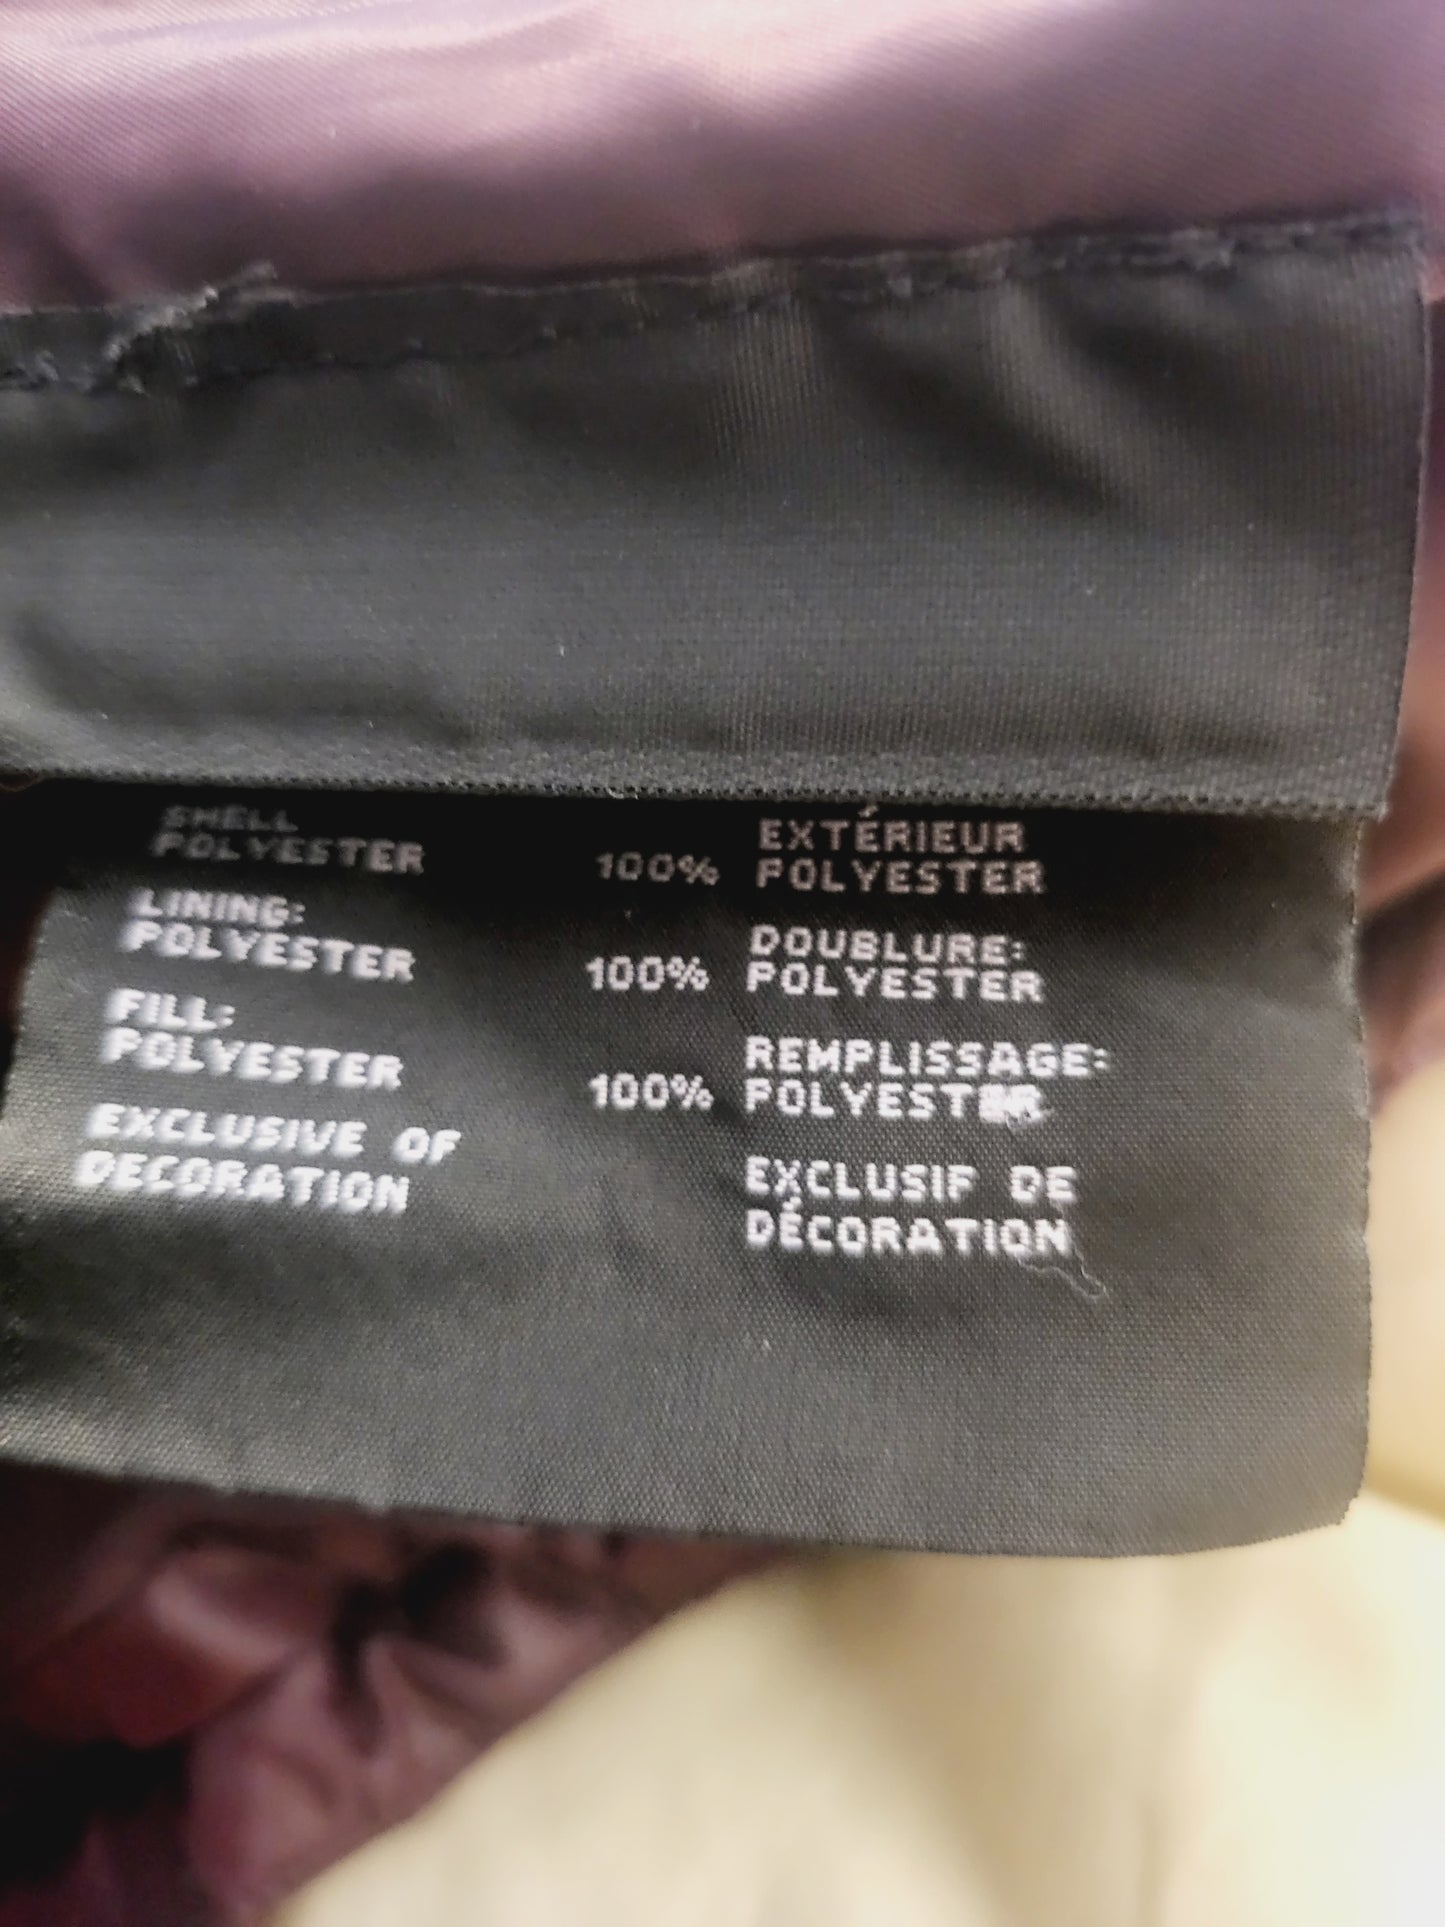 SHELL
POLYESTER 100%
LINING:
POLYESTER 100%
FILL:
POLYESTER 100%
EXCLUSIVE OF
DECORATION
EXTÉRIEUR
POLYESTER
DOUBLURE:
POLYESTER
REMPLISSAGE:
POLYESTER
EXCLUSIF DE
DÉCORATION